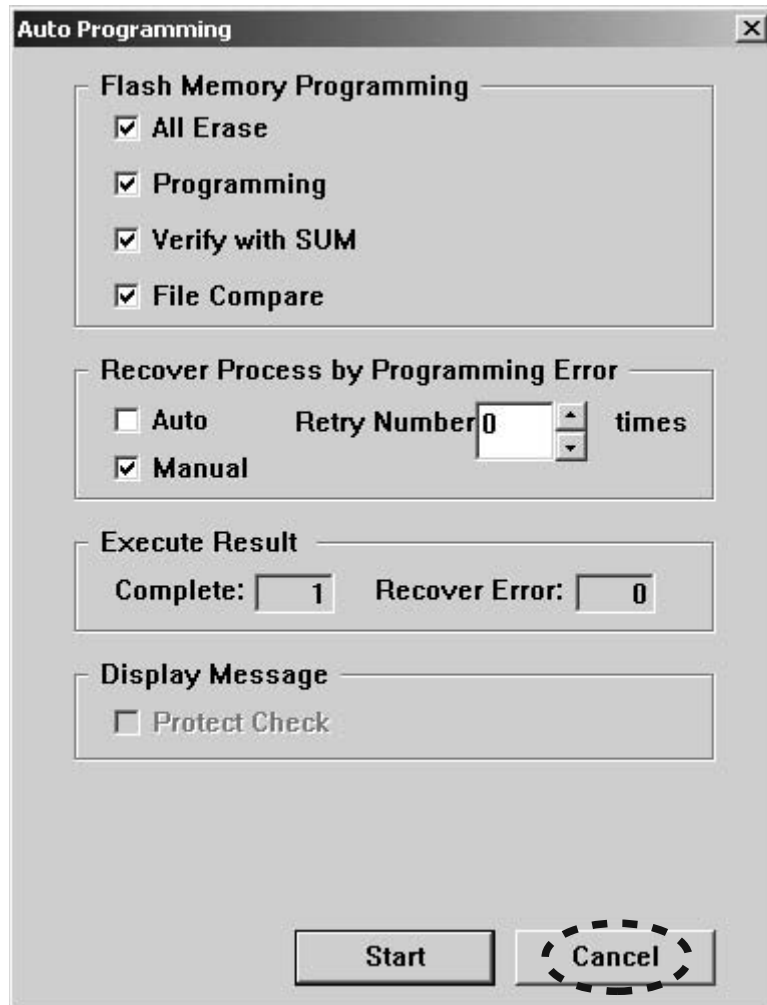 Auto Programming
Flash Memory Programming
All Erase
Programming
Verify with SUM
File Compare
Recover Process by Programming Error
Auto Retry Number 0 times
Manual
Execute Result
Complete: 1 Recover Error: 0
Display Message
Protect Check
Start Cancel